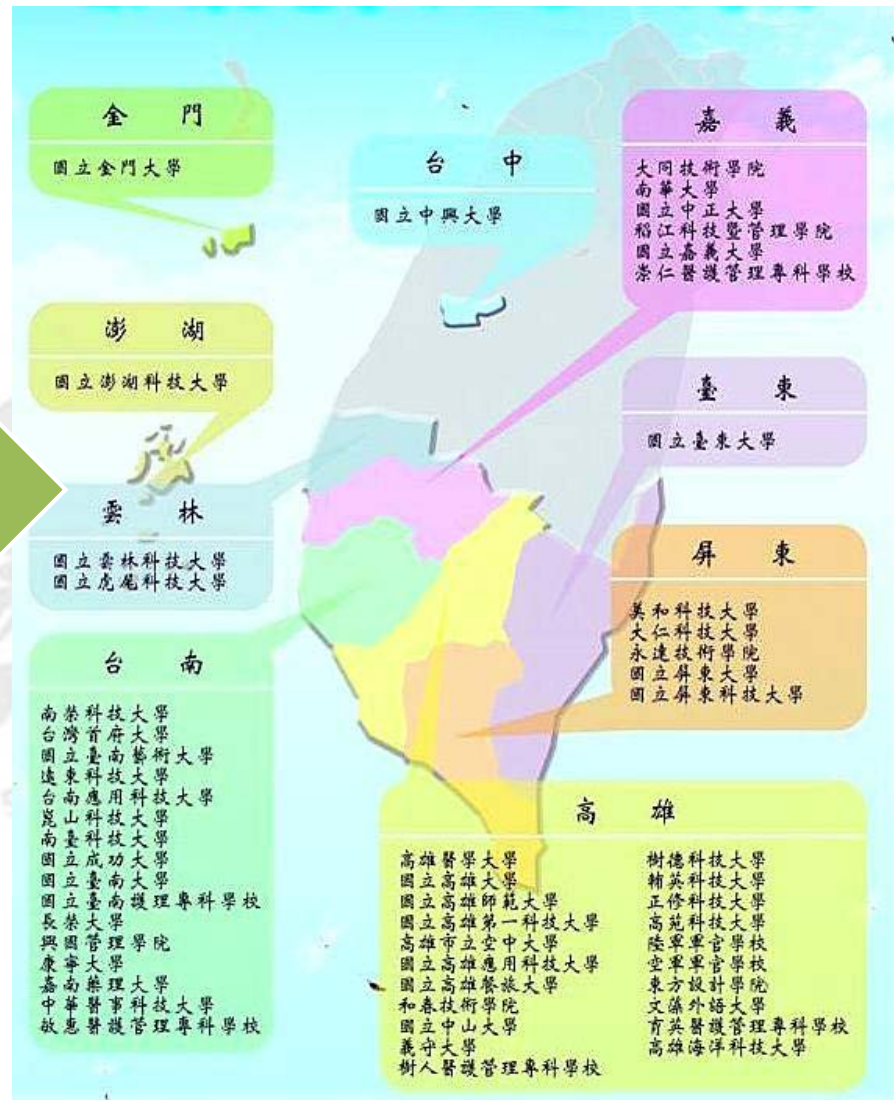 金門
國立金門大學
台中
國立中興大學
嘉義
大同技術學院
南華大學
國立中正大學
稻江科技暨管理學院
國立嘉義大學
崇仁醫護管理專科學校
澎湖
國立澎湖科技大學
臺東
國立臺東大學
雲林
國立雲林科技大學
國立虎尾科技大學
屏東
美和科技大學
大仁科技大學
永達技術學院
國立屏東大學
國立屏東科技大學
台南
南榮科技大學
台灣首府大學
國立臺南藝術大學
遠東科技大學
台南應用科技大學
崑山科技大學
南臺科技大學
國立成功大學
國立臺南大學
國立臺南護理專科學校
長榮大學
興國管理學院
康寧大學
嘉南藥理大學
中華醫事科技大學
敏惠醫護管理專科學校
高雄
高雄醫學大學
國立高雄大學
國立高雄師範大學
國立高雄第一科技大學
高雄市立空中大學
國立高雄應用科技大學
國立高雄餐旅大學
和春技術學院
國立中山大學
義守大學
樹人醫護管理專科學校
樹德科技大學
輔英科技大學
正修科技大學
高苑科技大學
陸軍軍官學校
空軍軍官學校
東方設計學院
文藻外語大學
育英醫護管理專科學校
高雄海洋科技大學